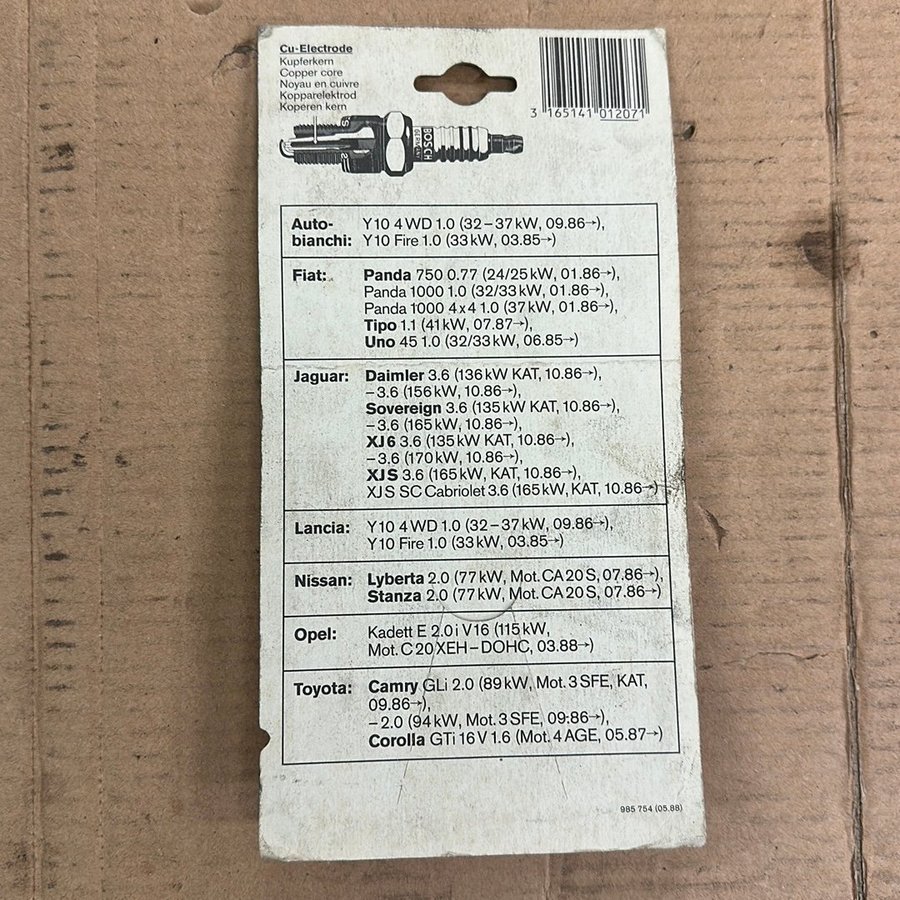 Cu-Electrode
Kupferkern
Copper core
Noyau en cuivre
Kopparelektrod
Koperen kern
3 165141 012071
BOSCH
Auto-
bianchi: Y10 4WD 1.0 (32–37 kW, 09.86→),
Y10 Fire 1.0 (33 kW, 03.85→)
Fiat: Panda 750 0.77 (24/25 kW, 01.86→),
Panda 1000 1.0 (32/33 kW, 01.86→),
Panda 1000 4x4 1.0 (37 kW, 01.86→),
Tipo 1.1 (41 kW, 07.87→),
Uno 45 1.0 (32/33 kW, 06.85→)
Jaguar: Daimler 3.6 (136 kW KAT, 10.86→),
–3.6 (156 kW, 10.86→),
Sovereign 3.6 (135 kW KAT, 10.86→),
–3.6 (165 kW, 10.86→),
XJ6 3.6 (135 kW KAT, 10.86→),
–3.6 (170 kW, 10.86→),
XJS 3.6 (165 kW, KAT, 10.86→),
XJS SC Cabriolet 3.6 (165 kW, KAT, 10.86→)
Lancia: Y10 4WD 1.0 (32–37 kW, 09.86→),
Y10 Fire 1.0 (33 kW, 03.85→)
Nissan: Lyberta 2.0 (77 kW, Mot. CA 20 S, 07.86→),
Stanza 2.0 (77 kW, Mot. CA 20 S, 07.86→)
Opel: Kadett E 2.0i V16 (115 kW,
Mot. C 20 XEH – DOHC, 03.88→)
Toyota: Camry GLi 2.0 (89 kW, Mot. 3 SFE, KAT,
09.86→),
– 2.0 (94 kW, Mot. 3 SFE, 09.86→),
Corolla GTi 16 V 1.6 (Mot. 4 AGE, 05.87→)
985 754 (05.88)